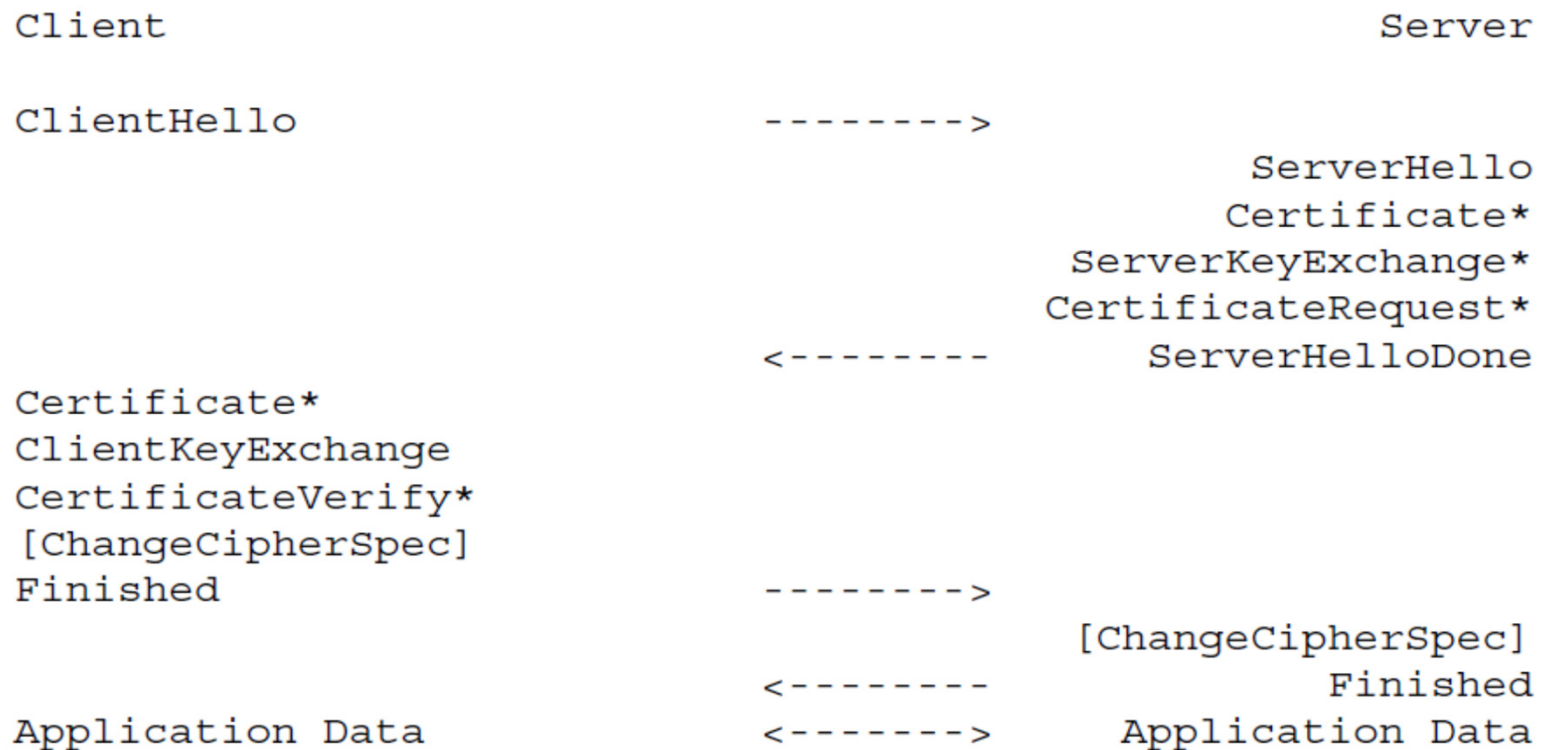 Client Server
ClientHello -------->
ServerHello
Certificate*
ServerKeyExchange*
CertificateRequest*
<-------- ServerHelloDone
Certificate*
ClientKeyExchange
CertificateVerify*
[ChangeCipherSpec]
Finished -------->
[ChangeCipherSpec]
<-------- Finished
Application Data <-------> Application Data